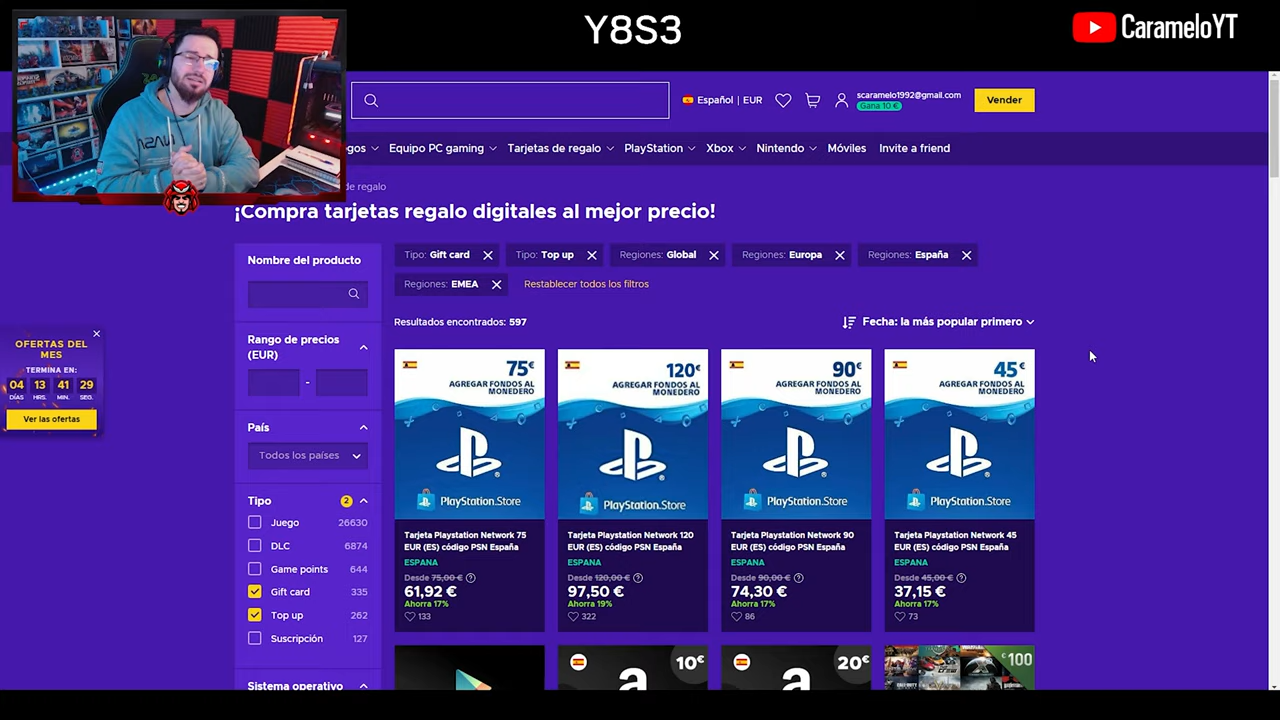 Y8S3
CarameloYT
Español | EUR
scaramelo1992@gmail.com
Gana 10 €
Vender
gos
Equipo PC gaming
Tarjetas de regalo
PlayStation
Xbox
Nintendo
Móviles
Invite a friend
de regalo
¡Compra tarjetas regalo digitales al mejor precio!
Nombre del producto
Tipo: Gift card
Tipo: Top up
Regiones: Global
Regiones: Europa
Regiones: España
Regiones: EMEA
Restablecer todos los filtros
Resultados encontrados: 597
Fecha: la más popular primero
Rango de precios
(EUR)
-
País
Todos los países
Tipo 2
Juego 26630
DLC 6874
Game points 644
Gift card 335
Top up 262
Suscripción 127
Sistema operativo
OFERTAS DEL
MES
TERMINA EN:
04 13 41 29
DÍAS HRS. MIN. SEG.
Ver las ofertas
75€
AGREGAR FONDOS AL
MONEDERO
PlayStation.Store
Tarjeta Playstation Network 75
EUR (ES) código PSN España
ESPANA
Desde 75,00 €
61,92 €
Ahorra 17%
133
120€
AGREGAR FONDOS AL
MONEDERO
PlayStation.Store
Tarjeta Playstation Network 120
EUR (ES) código PSN España
ESPANA
Desde 120,00 €
97,50 €
Ahorra 19%
322
90€
AGREGAR FONDOS AL
MONEDERO
PlayStation.Store
Tarjeta Playstation Network 90
EUR (ES) código PSN España
ESPANA
Desde 90,00 €
74,30 €
Ahorra 17%
86
45€
AGREGAR FONDOS AL
MONEDERO
PlayStation.Store
Tarjeta Playstation Network 45
EUR (ES) código PSN España
ESPANA
Desde 45,00 €
37,15 €
Ahorra 17%
73
10€
a
20€
a
€100